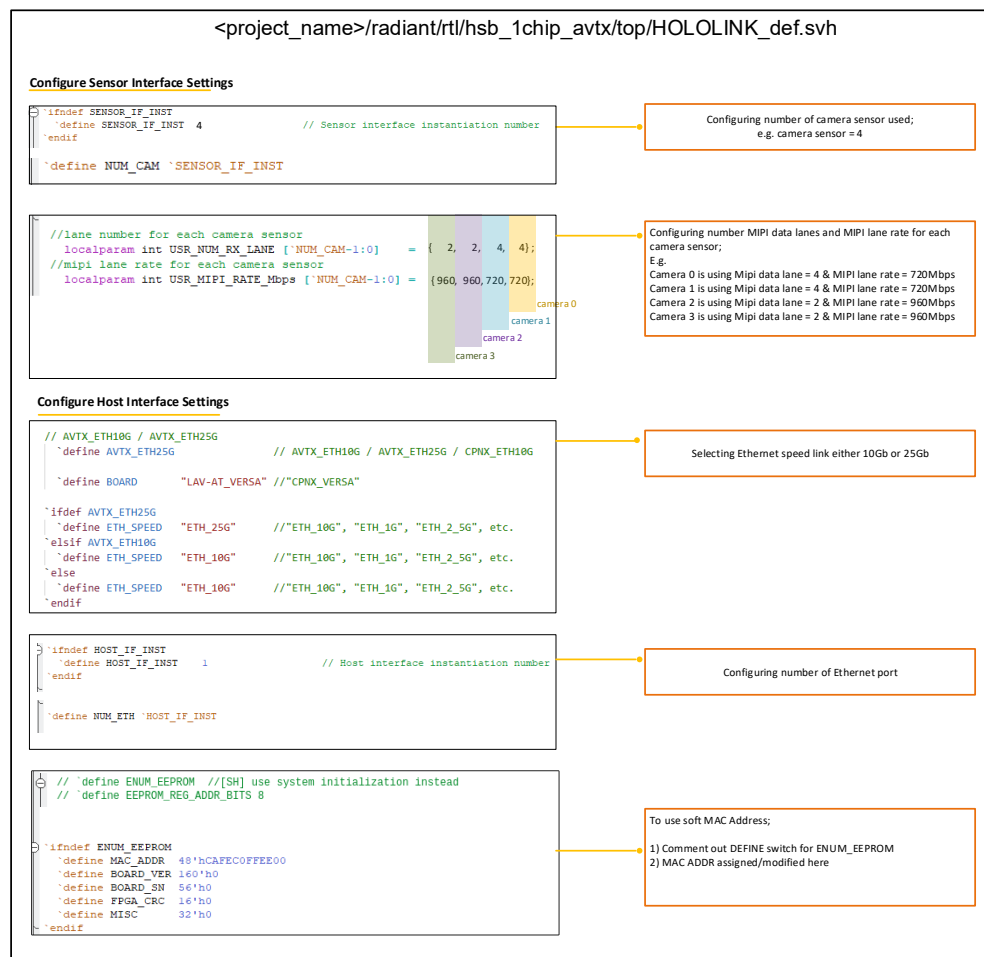 <project_name>/radiant/rtl/hsb_1chip_avtx/top/HOLOLINK_def.svh
Configure Sensor Interface Settings
`ifndef SENSOR_IF_INST
`define SENSOR_IF_INST 4 // Sensor interface instantiation number
`endif
`define NUM_CAM `SENSOR_IF_INST
Configuring number of camera sensor used;
e.g. camera sensor = 4
//lane number for each camera sensor
localparam int USR_NUM_RX_LANE [`NUM_CAM-1:0] = { 2, 2, 4, 4};
//mipi lane rate for each camera sensor
localparam int USR_MIPI_RATE_Mbps [`NUM_CAM-1:0] = {960, 960, 720, 720};
camera 0
camera 1
camera 2
camera 3
Configuring number MIPI data lanes and MIPI lane rate for each
camera sensor;
E.g.
Camera 0 is using Mipi data lane = 4 & MIPI lane rate = 720Mbps
Camera 1 is using Mipi data lane = 4 & MIPI lane rate = 720Mbps
Camera 2 is using Mipi data lane = 2 & MIPI lane rate = 960Mbps
Camera 3 is using Mipi data lane = 2 & MIPI lane rate = 960Mbps
Configure Host Interface Settings
// AVTX_ETH10G / AVTX_ETH25G
`define AVTX_ETH25G // AVTX_ETH10G / AVTX_ETH25G / CPNX_ETH10G
`define BOARD "LAV-AT_VERSA" //"CPNX_VERSA"
`ifdef AVTX_ETH25G
`define ETH_SPEED "ETH_25G" //"ETH_10G", "ETH_1G", "ETH_2_5G", etc.
`elsif AVTX_ETH10G
`define ETH_SPEED "ETH_10G" //"ETH_10G", "ETH_1G", "ETH_2_5G", etc.
`else
`define ETH_SPEED "ETH_10G" //"ETH_10G", "ETH_1G", "ETH_2_5G", etc.
`endif
Selecting Ethernet speed link either 10Gb or 25Gb
`ifndef HOST_IF_INST
`define HOST_IF_INST 1 // Host interface instantiation number
`endif
`define NUM_ETH `HOST_IF_INST
Configuring number of Ethernet port
// `define ENUM_EEPROM //[SH] use system initialization instead
// `define EEPROM_REG_ADDR_BITS 8
`ifndef ENUM_EEPROM
`define MAC_ADDR 48'hCAFEC0FFEE00
`define BOARD_VER 160'h0
`define BOARD_SN 56'h0
`define FPGA_CRC 16'h0
`define MISC 32'h0
`endif
To use soft MAC Address;
1) Comment out DEFINE switch for ENUM_EEPROM
2) MAC ADDR assigned/modified here